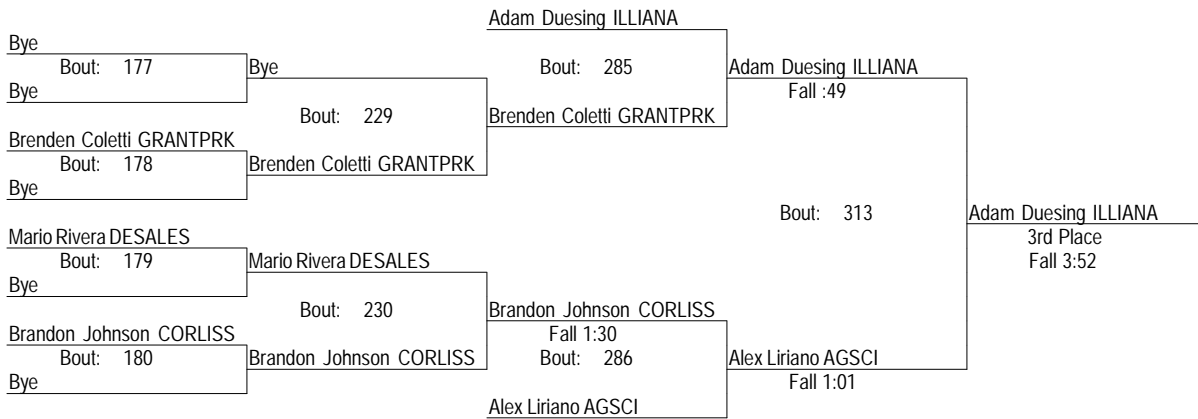 Adam Duesing ILLIANA
Bye
Bout: 177
Bye
Bout: 285
Adam Duesing ILLIANA
Bye
Fall :49
Bout: 229
Brenden Coletti GRANTPRK
Brenden Coletti GRANTPRK
Bout: 178
Brenden Coletti GRANTPRK
Bye
Bout: 313
Adam Duesing ILLIANA
Mario Rivera DESALES
3rd Place
Bout: 179
Mario Rivera DESALES
Fall 3:52
Bye
Bout: 230
Brandon Johnson CORLISS
Brandon Johnson CORLISS
Fall 1:30
Bout: 180
Brandon Johnson CORLISS
Bout: 286
Alex Liriano AGSCI
Bye
Fall 1:01
Alex Liriano AGSCI